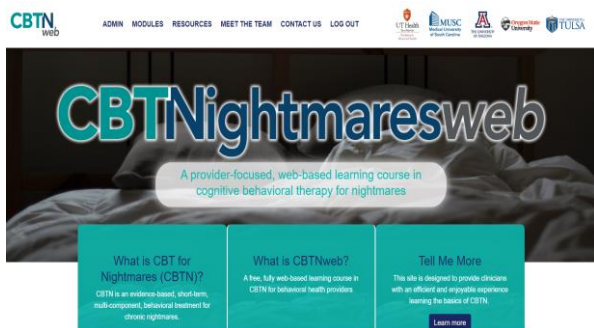 CBTN
web
ADMIN MODULES RESOURCES MEET THE TEAM CONTACT US LOG OUT
UT Health
MUSC
Medical University
of South Carolina
A
Oregon State
University
TULSA
CBTNightmaresweb
A provider-focused, web-based learning course in
cognitive behavioral therapy for nightmares
What is CBT for
Nightmares (CBTN)?
CBTN is an evidence-based, short-term,
multi-component, behavioral treatment for
chronic nightmares.
What is CBTNweb?
A free, fully web-based learning course in
CBTN for behavioral health providers
Tell Me More
This site is designed to provide clinicians
with an efficient and enjoyable experience
learning the basics of CBTN.
Learn more